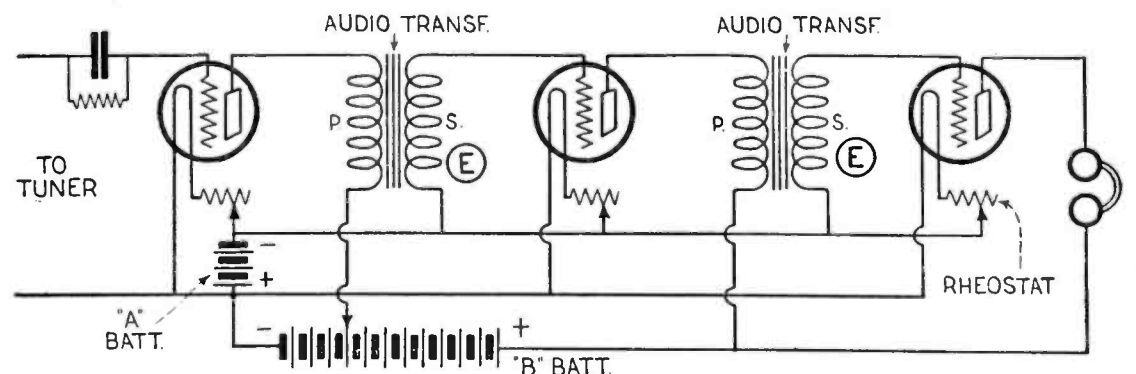 AUDIO TRANSF.
AUDIO TRANSF.
P.
S.
E
P.
S.
E
TO
TUNER
-
+
"A"
BATT.
-
+
"B" BATT.
RHEOSTAT